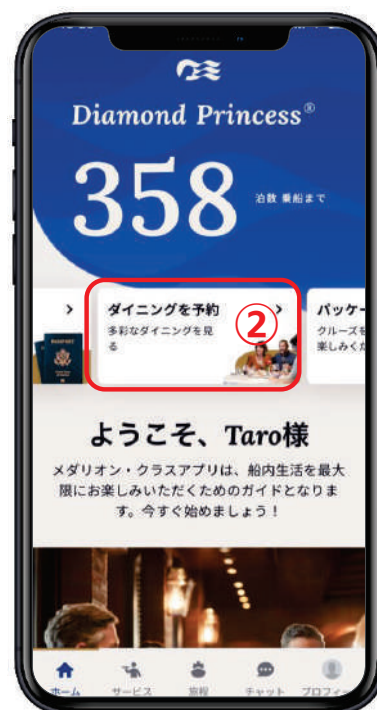 Diamond Princess®
358
泊数 乗船まで
ダイニングを予約
多彩なダイニングを見
る
②
パッケー
クルーズを
楽しみくだ
PASSPORT
ようこそ、Taro様
メダリオン・クラスアプリは、船内生活を最大
限にお楽しみいただくためのガイドとなりま
す。今すぐ始めましょう！
ホーム
サービス
旅程
チャット
プロフィー